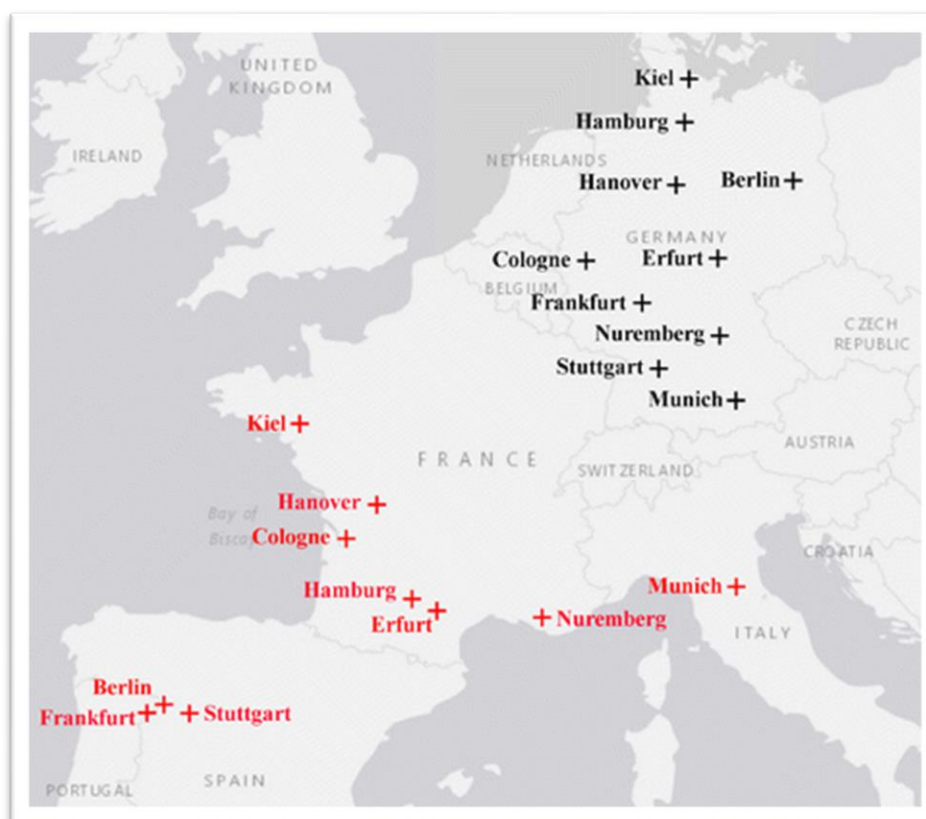 UNITED
KINGDOM
Kiel
Hamburg
IRELAND
NETHERLANDS
Hanover
Berlin
GERMANY
Cologne
Erfurt
BELGIUM
Frankfurt
Nuremberg
CZECH
REPUBLIC
Stuttgart
Munich
Kiel
FRANCE
AUSTRIA
SWITZERLAND
Hanover
Bay of
Cologne
CROATIA
Hamburg
Munich
Erfurt
Nuremberg
ITALY
Berlin
Frankfurt
Stuttgart
SPAIN
PORTUGAL